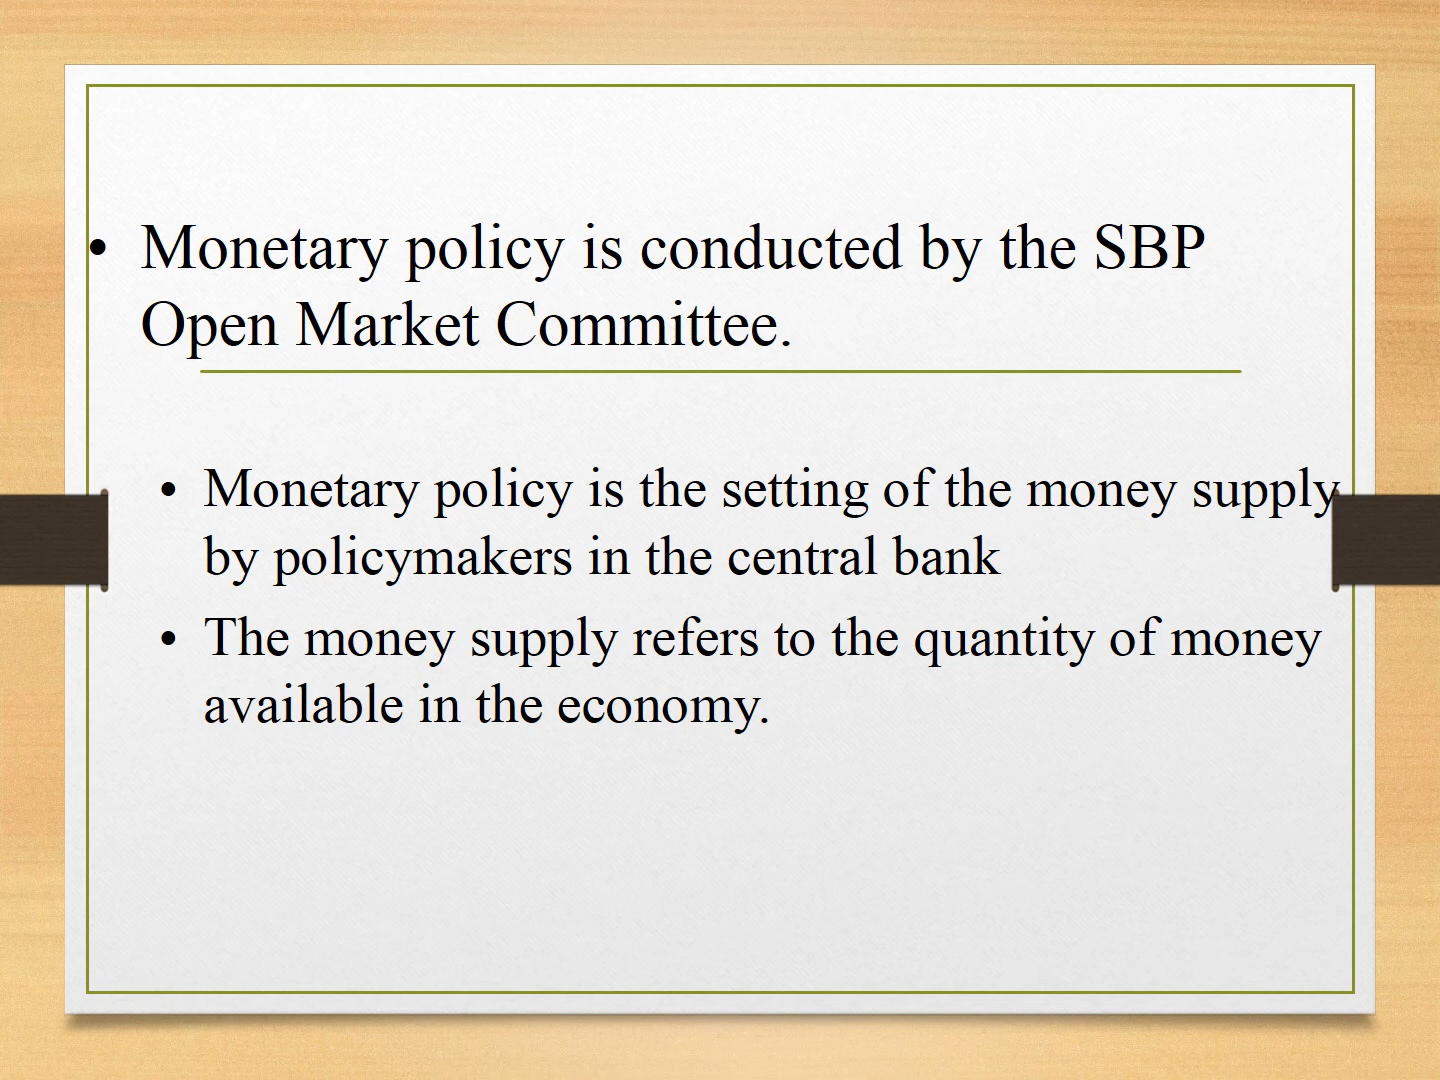 • Monetary policy is conducted by the SBP
Open Market Committee.
• Monetary policy is the setting of the money supply
by policymakers in the central bank
• The money supply refers to the quantity of money
available in the economy.